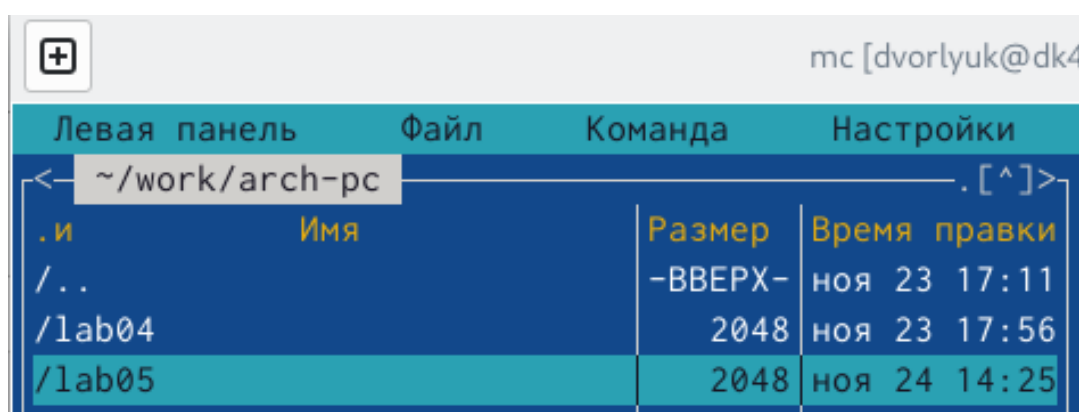 mc [dvorlyuk@dk4
Левая панель Файл Команда Настройки
<- ~/work/arch-pc .[^]>
.и Имя Размер Время правки
/.. -ВВЕРХ- ноя 23 17:11
/lab04 2048 ноя 23 17:56
/lab05 2048 ноя 24 14:25